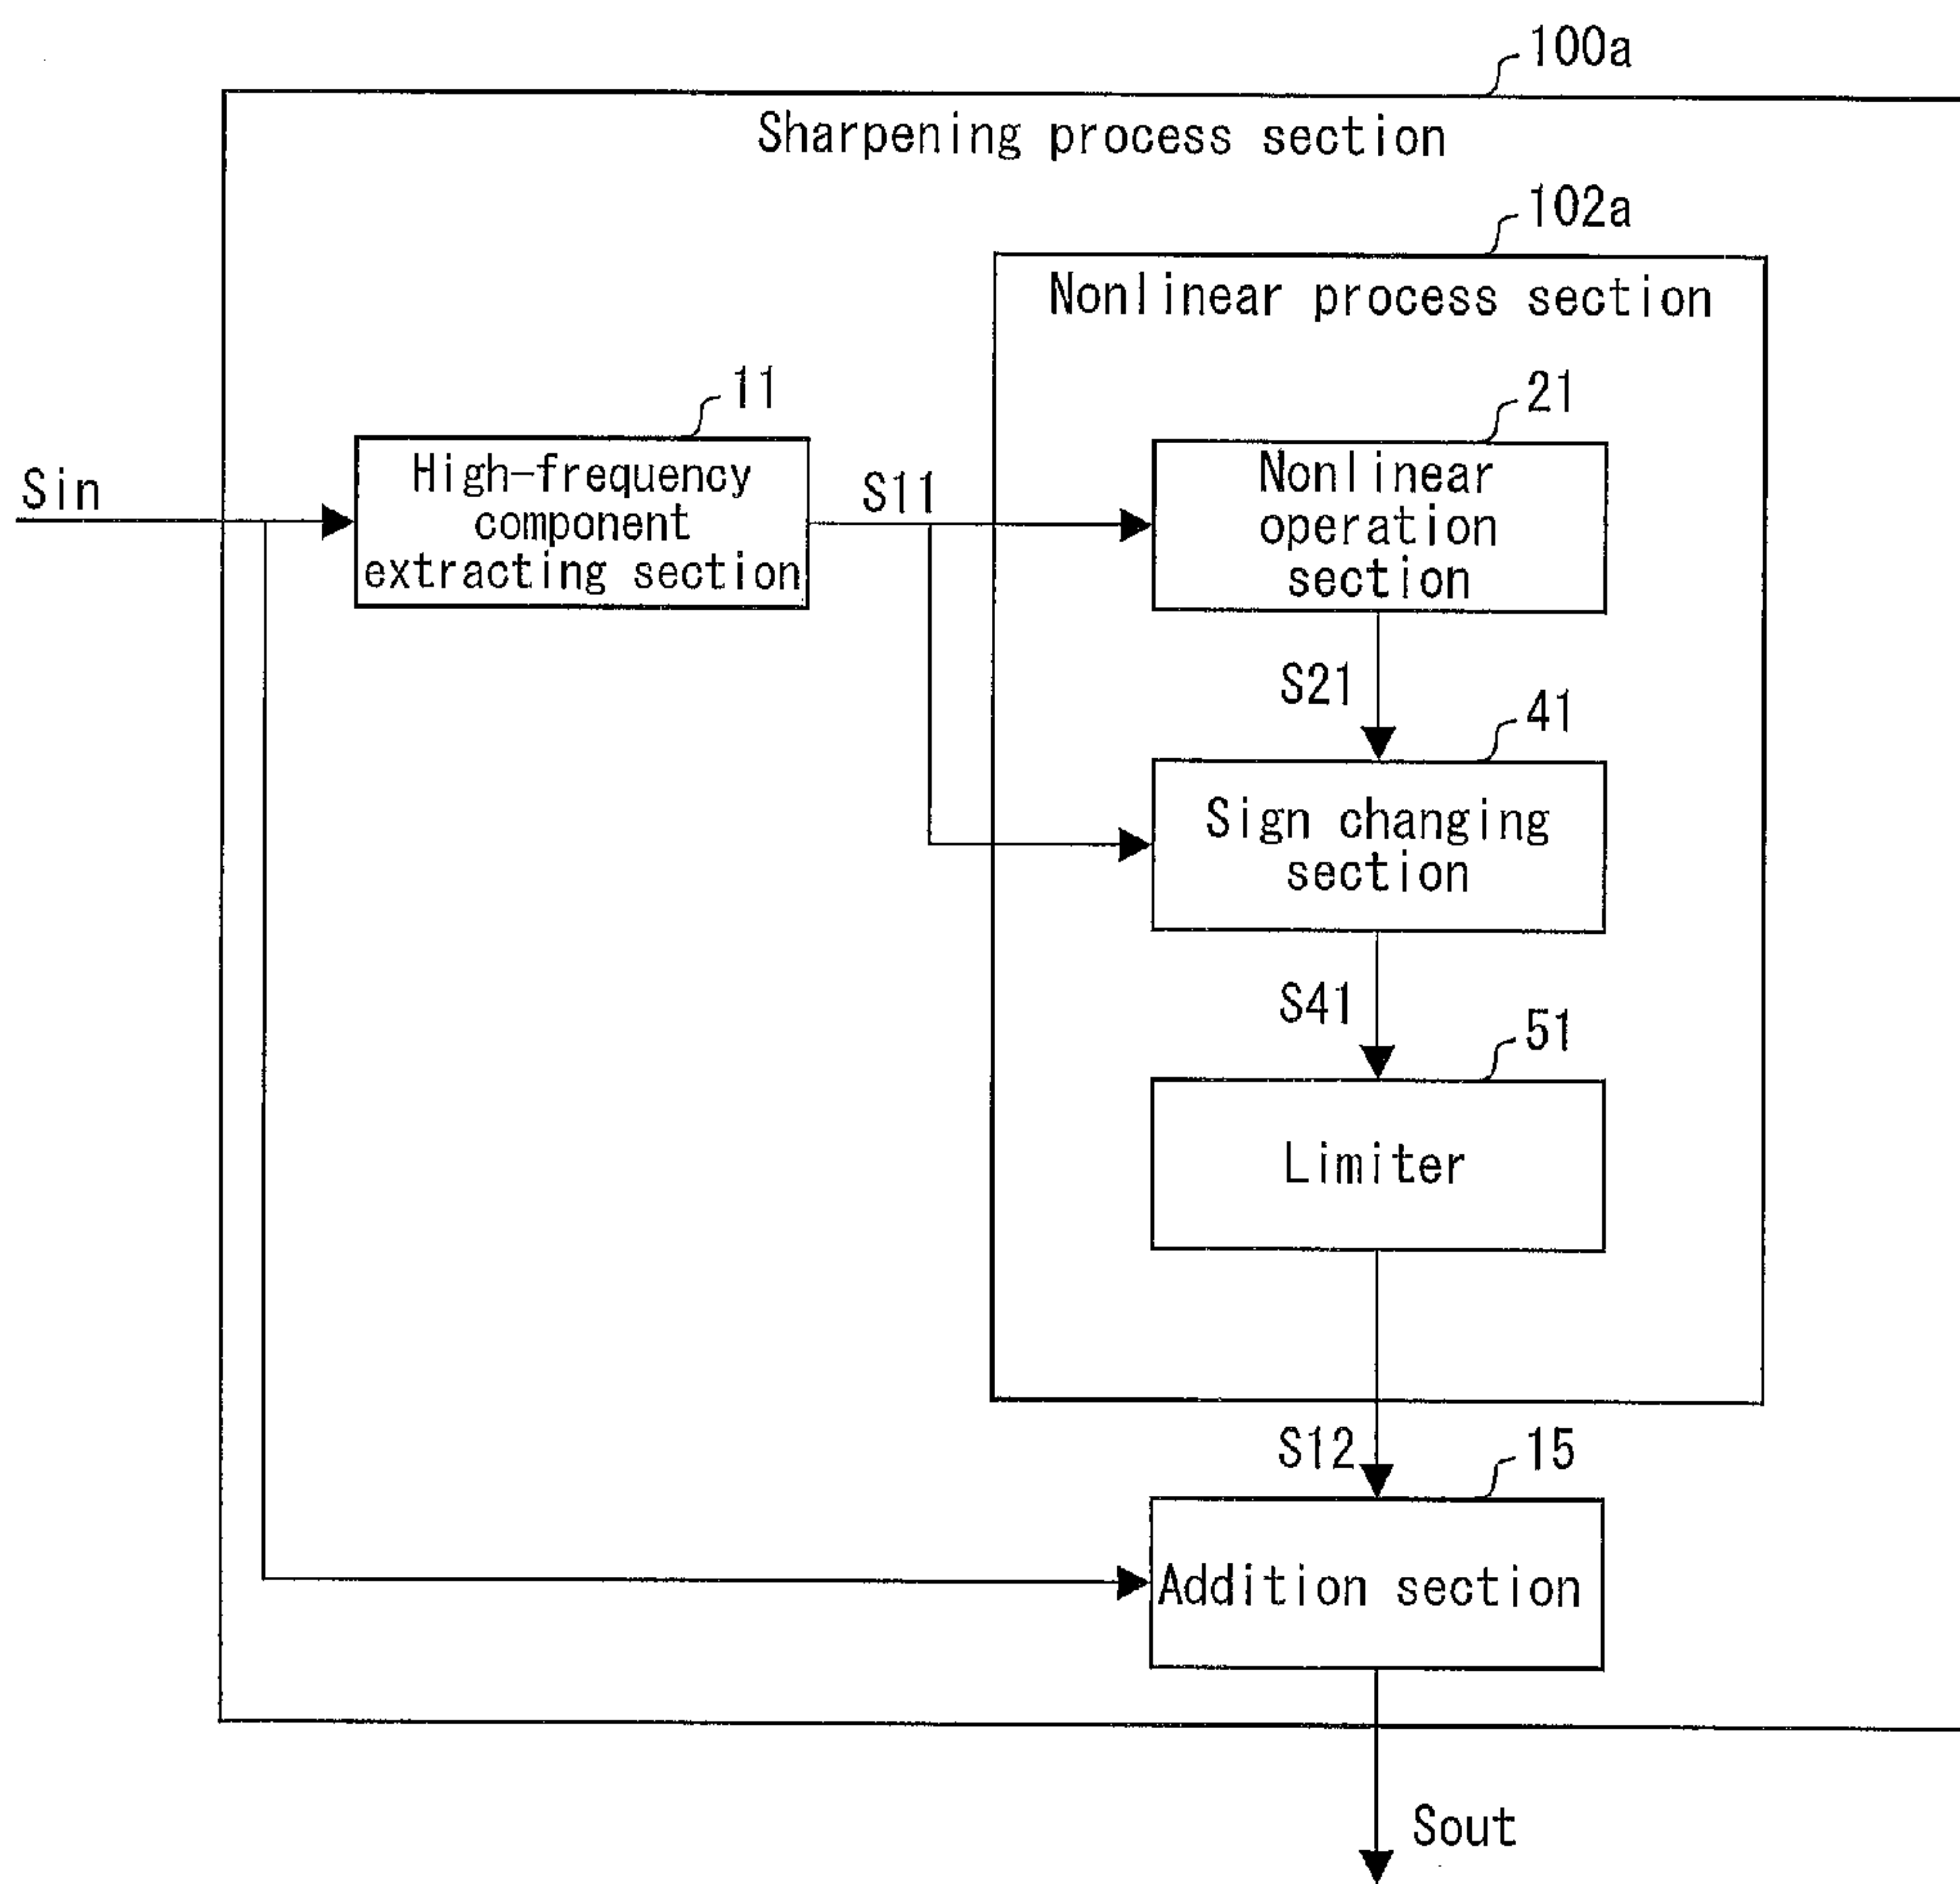 100a
Sharpening process section
102a
Nonlinear process section
11
21
Sin
High-frequency
component
extracting section
S11
Nonlinear
operation
section
S21
41
Sign changing
section
S41
51
Limiter
S12
15
Addition section
Sout